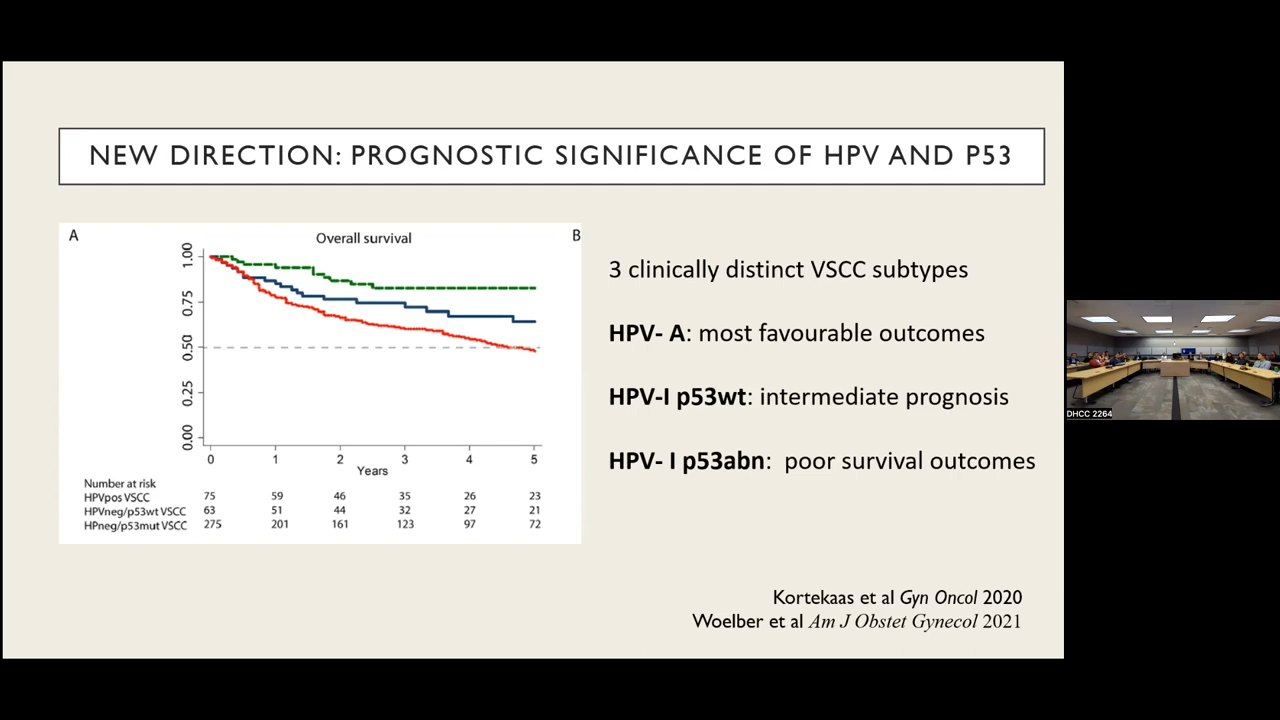 NEW DIRECTION: PROGNOSTIC SIGNIFICANCE OF HPV AND P53
A
Overall survival
B
1.00
0.75
0.50
0.25
0.00
0 1 2 3 4 5
Years
Number at risk
HPVpos VSCC 75 59 46 35 26 23
HPVneg/p53wt VSCC 63 51 44 32 27 21
HPneg/p53mut VSCC 275 201 161 123 97 72
3 clinically distinct VSCC subtypes
HPV- A: most favourable outcomes
HPV-I p53wt: intermediate prognosis
HPV- I p53abn: poor survival outcomes
Kortekaas et al Gyn Oncol 2020
Woelber et al Am J Obstet Gynecol 2021
DHCC 2264